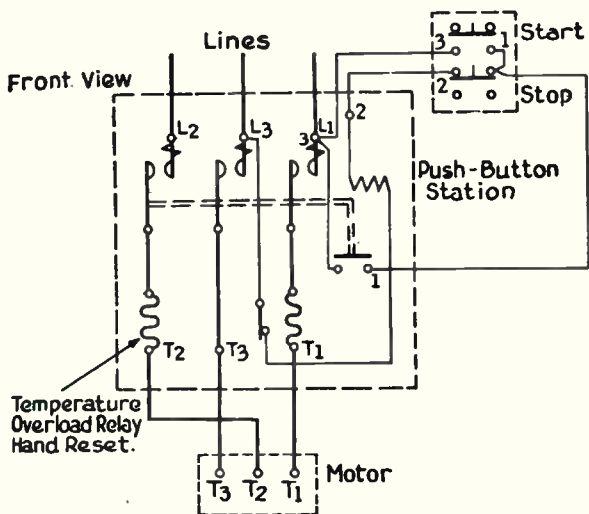 Lines
Start
3
1
2
Stop
Front View
L2
L3
3
L1
2
Push-Button
Station
1
T2
T3
T1
Temperature
Overload Relay
Hand Reset.
T3
T2
T1
Motor